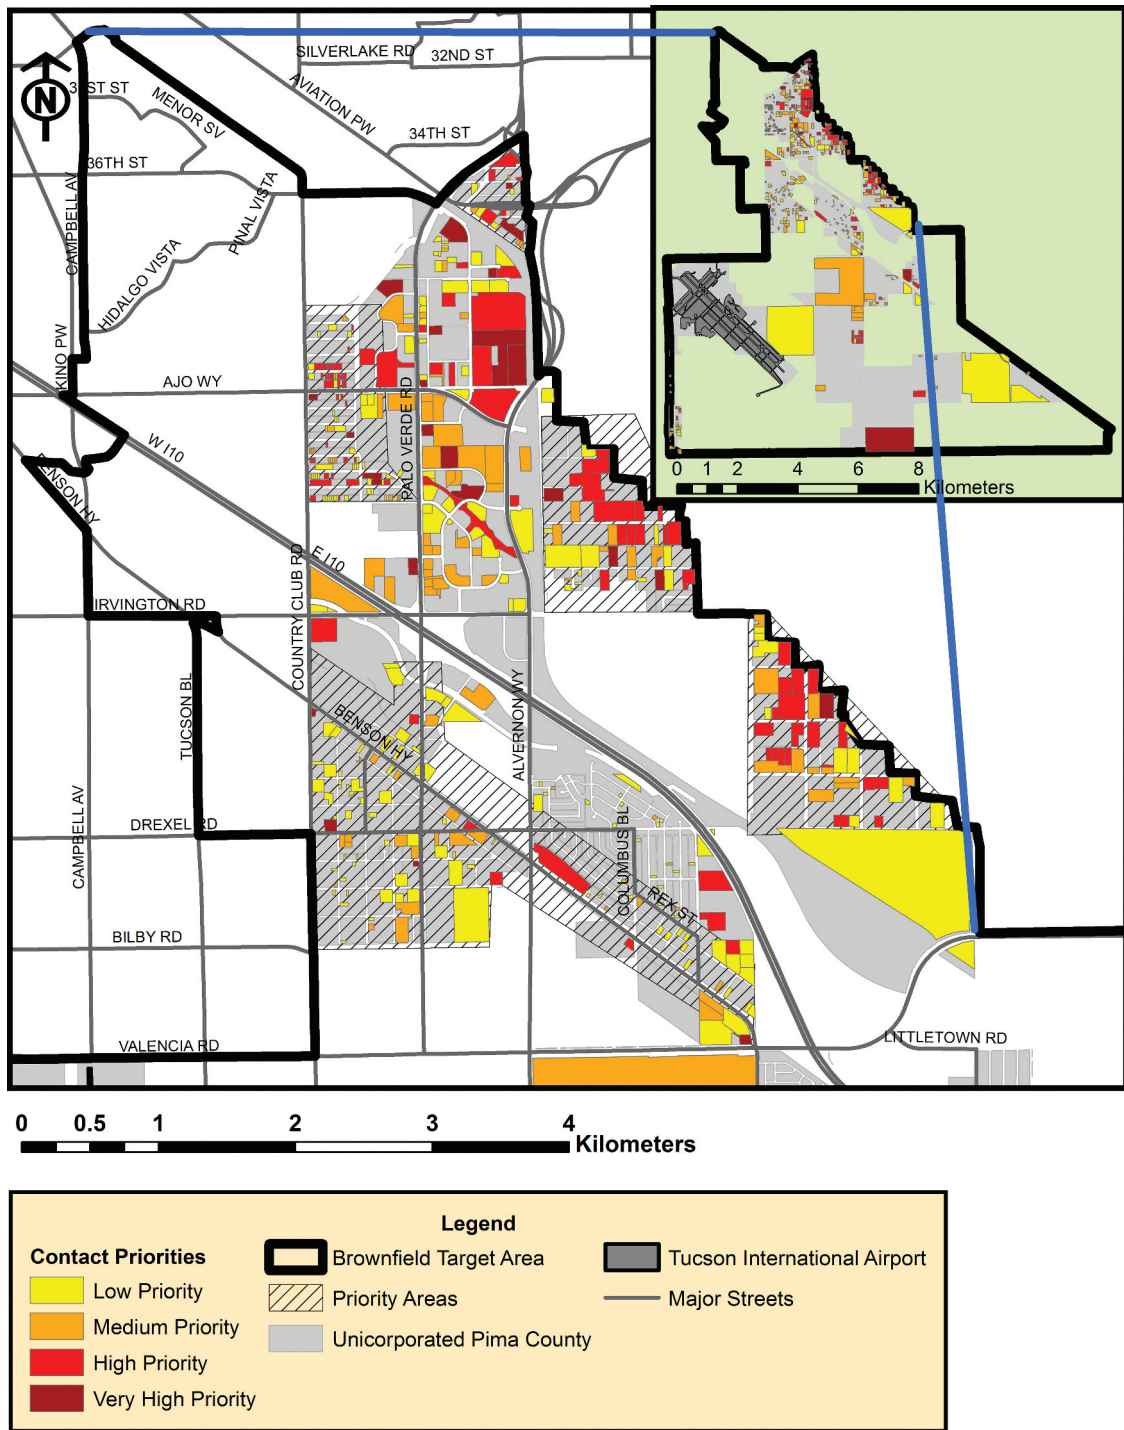 SILVERLAKE RD
32ND ST
AVIATION PW
N
31ST ST
MENOR SV
34TH ST
36TH ST
CAMPBELL AV
PINAL VISTA
HIDALGO VISTA
KINO PW
AJO WY
PALO VERDE RD
W I10
BENSON HY
E I10
COUNTRY CLUB RD
IRVINGTON RD
TUCSON BL
BENSON HY
ALVERNON WY
CAMPBELL AV
DREXEL RD
COLUMBUS BL
REX ST
BILBY RD
VALENCIA RD
LITTLETOWN RD
0 1 2 4 6 8
Kilometers
0 0.5 1 2 3 4
Kilometers
Legend
Contact Priorities
Low Priority
Medium Priority
High Priority
Very High Priority
Brownfield Target Area
Priority Areas
Unicorporated Pima County
Tucson International Airport
Major Streets